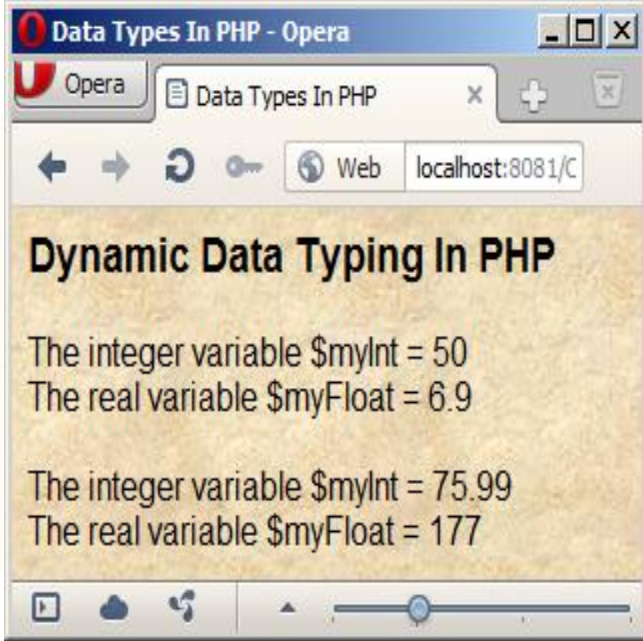 Data Types In PHP - Opera
Opera
Data Types In PHP
Web
localhost:8081/C
Dynamic Data Typing In PHP
The integer variable $myInt = 50
The real variable $myFloat = 6.9
The integer variable $myInt = 75.99
The real variable $myFloat = 177